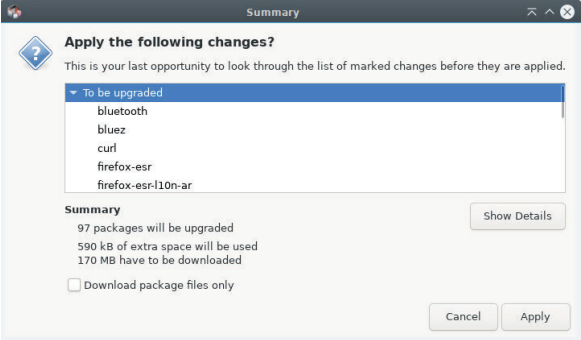 Summary
Apply the following changes?
This is your last opportunity to look through the list of marked changes before they are applied.
To be upgraded
bluetooth
bluez
curl
firefox-esr
firefox-esr-l10n-ar
Summary
97 packages will be upgraded
590 kB of extra space will be used
170 MB have to be downloaded
Show Details
Download package files only
Cancel
Apply